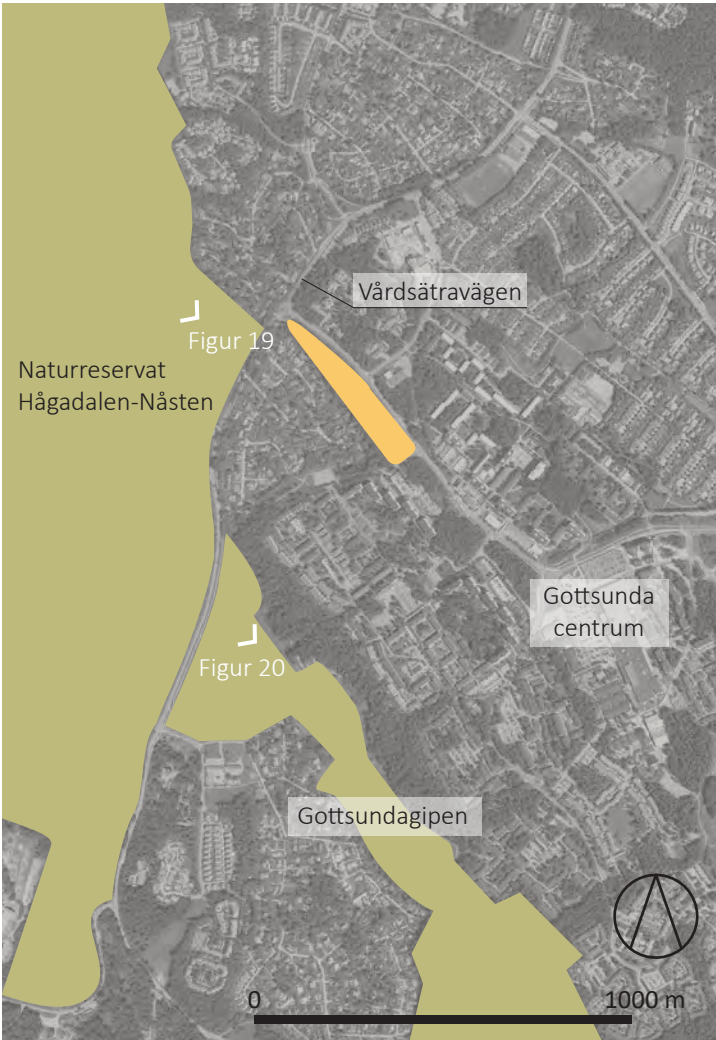 Vårdsätravägen
Figur 19
Naturreservat
Hågadalen-Nåsten
Gottsunda
centrum
Figur 20
Gottsundagipen
0
1000 m